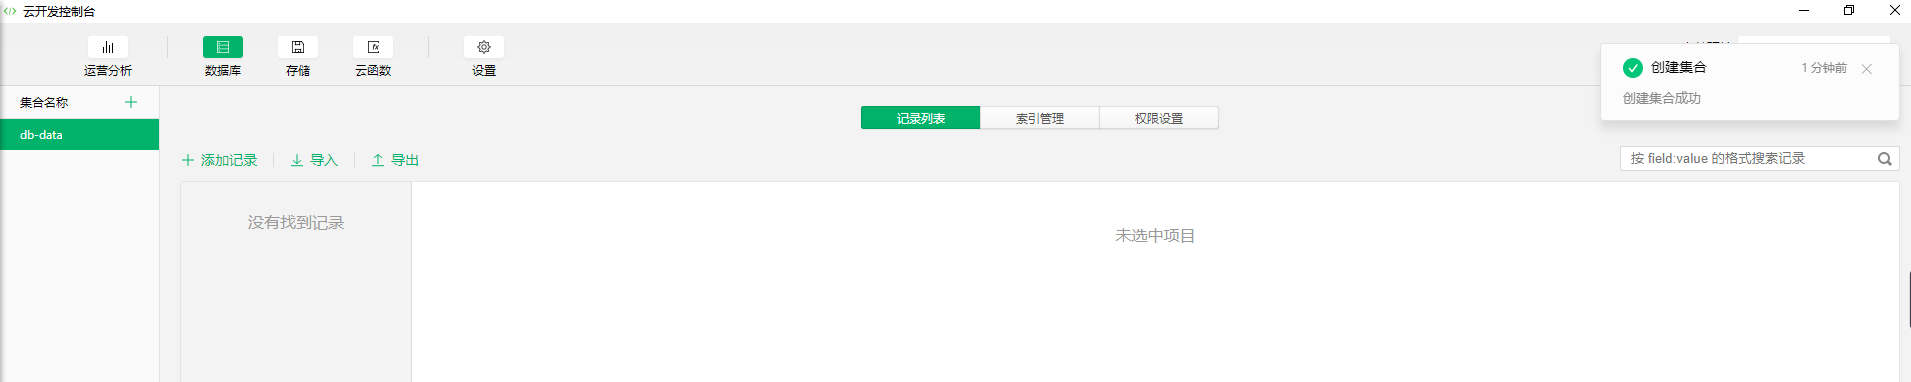 云开发控制台
运营分析
数据库
存储
云函数
设置
创建集合
1 分钟前
创建集合成功
集合名称
db-data
记录列表
索引管理
权限设置
添加记录
导入
导出
按 field:value 的格式搜索记录
没有找到记录
未选中项目